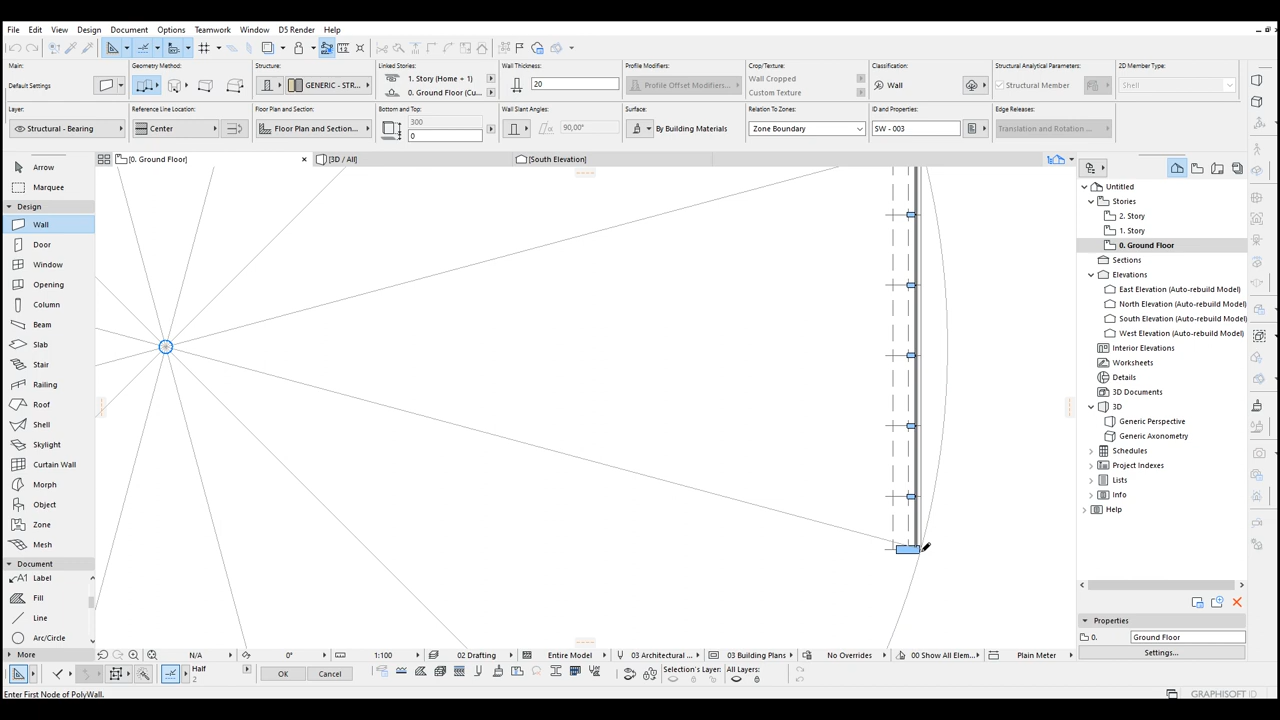 File Edit View Design Document Options Teamwork Window D5 Render Help
Main: Geometry Method: Structure: Linked Stories: Wall Thickness: Profile Modifiers: Crop/Texture: Classification: Structural Analytical Parameters: 2D Member Type:
Default Settings GENERIC - STR... 1. Story (Home + 1) 20 Profile Offset Modifiers... Wall Cropped Wall Structural Member Shell
0. Ground Floor (Cu... Custom Texture
Layer: Reference Line Location: Floor Plan and Section: Bottom and Top: Wall Slant Angles: Surface: Relation To Zones: ID and Properties: Edge Releases:
Structural - Bearing Center Floor Plan and Section... 300 90,00° By Building Materials Zone Boundary SW - 003 Translation and Rotation ...
0
[0. Ground Floor] [3D / All] [South Elevation]
Arrow
Marquee
Design
Wall
Door
Window
Opening
Column
Beam
Slab
Stair
Railing
Roof
Shell
Skylight
Curtain Wall
Morph
Object
Zone
Mesh
Document
Label
Fill
Line
Arc/Circle
More
Untitled
Stories
2. Story
1. Story
0. Ground Floor
Sections
Elevations
East Elevation (Auto-rebuild Model)
North Elevation (Auto-rebuild Model)
South Elevation (Auto-rebuild Model)
West Elevation (Auto-rebuild Model)
Interior Elevations
Worksheets
Details
3D Documents
3D
Generic Perspective
Generic Axonometry
Schedules
Project Indexes
Lists
Info
Help
Properties
0. Ground Floor
Settings...
N/A 0° 1:100 02 Drafting Entire Model 03 Architectural ... 03 Building Plans No Overrides 00 Show All Elem... Plain Meter
Half
2
OK Cancel Selection's Layer: All Layers:
Enter First Node of PolyWall.
GRAPHISOFT ID